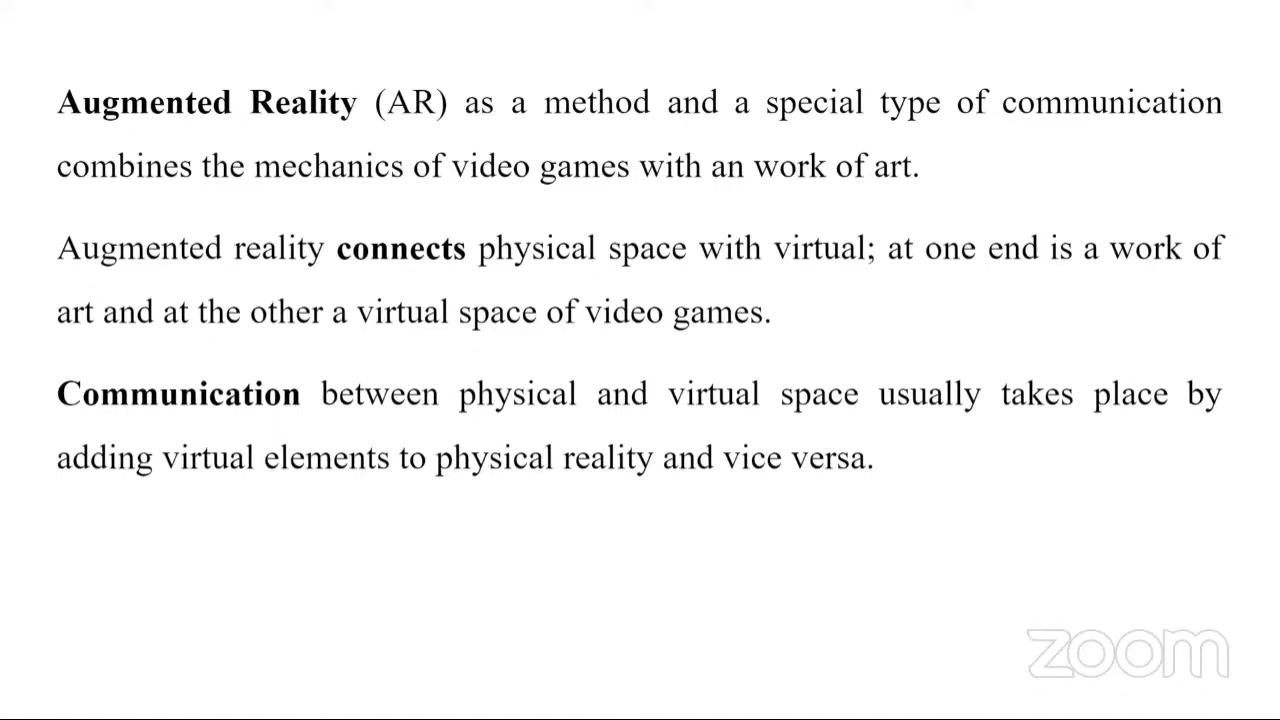 Augmented Reality (AR) as a method and a special type of communication
combines the mechanics of video games with an work of art.
Augmented reality connects physical space with virtual; at one end is a work of
art and at the other a virtual space of video games.
Communication between physical and virtual space usually takes place by
adding virtual elements to physical reality and vice versa.
zoom